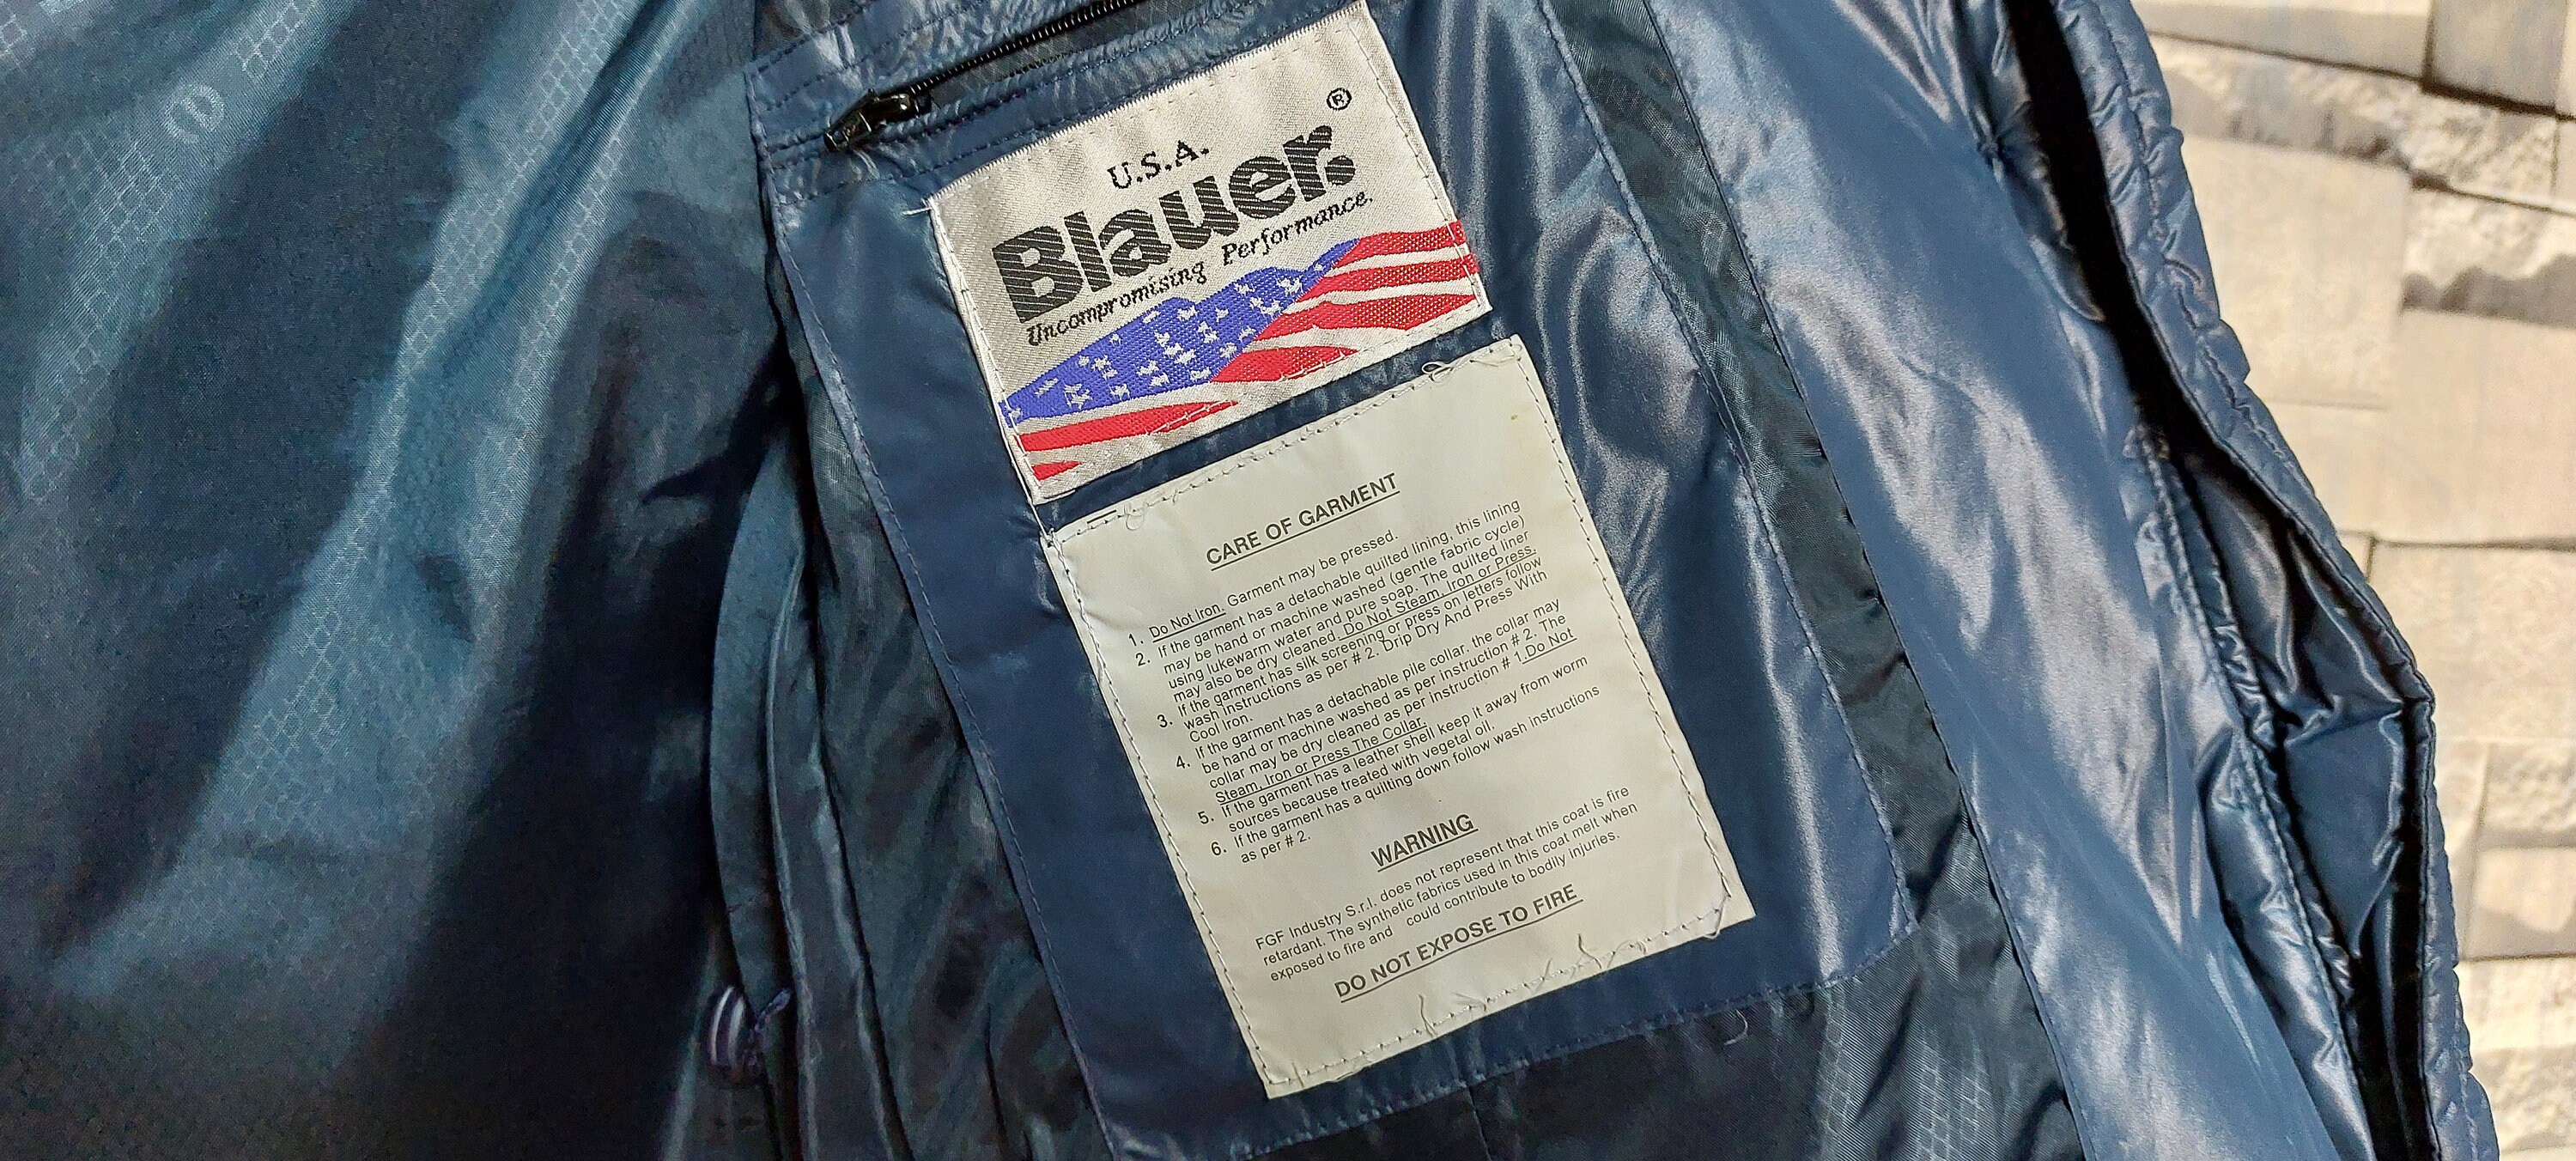 ®
U.S.A.
Blauer.
Uncompromising Performance.
CARE OF GARMENT
1. Do Not Iron. Garment may be pressed.
2. If the garment has a detachable quilted lining, this lining
may be hand or machine washed (gentle fabric cycle)
using lukewarm water and pure soap. The quilted liner
may also be dry cleaned. Do Not Steam, Iron or Press.
3. If the garment has silk screening or press on letters follow
wash instructions as per # 2. Drip Dry And Press With
Cool Iron.
4. If the garment has a detachable pile collar. the collar may
be hand or machine washed as per instruction # 2. The
collar may be dry cleaned as per instruction # 1. Do Not
Steam, Iron or Press The Collar.
5. If the garment has a leather shell keep it away from worm
sources because treated with vegetal oil.
6. If the garment has a quilting down follow wash instructions
as per # 2.
WARNING
FGF Industry S.r.l. does not represent that this coat is fire
retardant. The synthetic fabrics used in this coat melt when
exposed to fire and could contribute to bodily injuries.
DO NOT EXPOSE TO FIRE